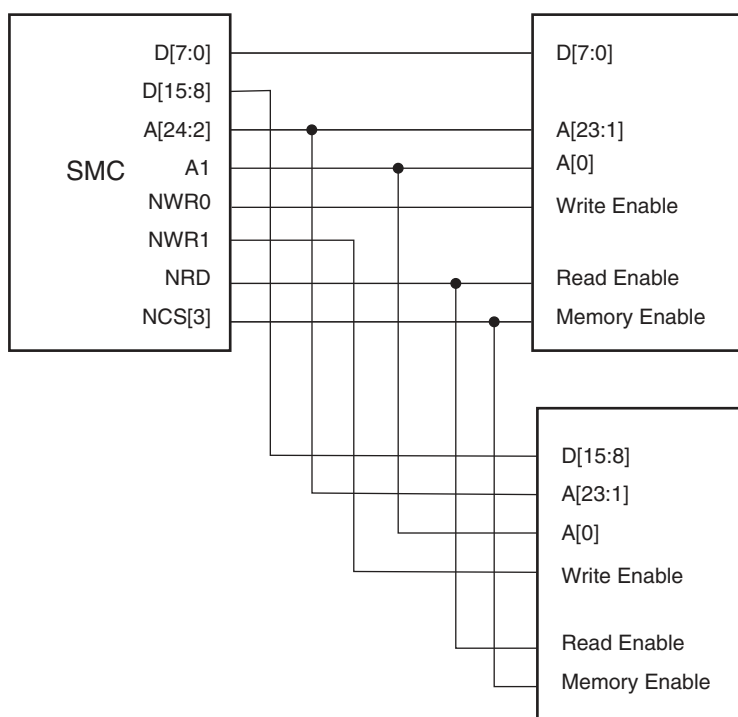 D[7:0]
D[15:8]
A[24:2]
SMC
A1
NWR0
NWR1
NRD
NCS[3]
D[7:0]
A[23:1]
A[0]
Write Enable
Read Enable
Memory Enable
D[15:8]
A[23:1]
A[0]
Write Enable
Read Enable
Memory Enable